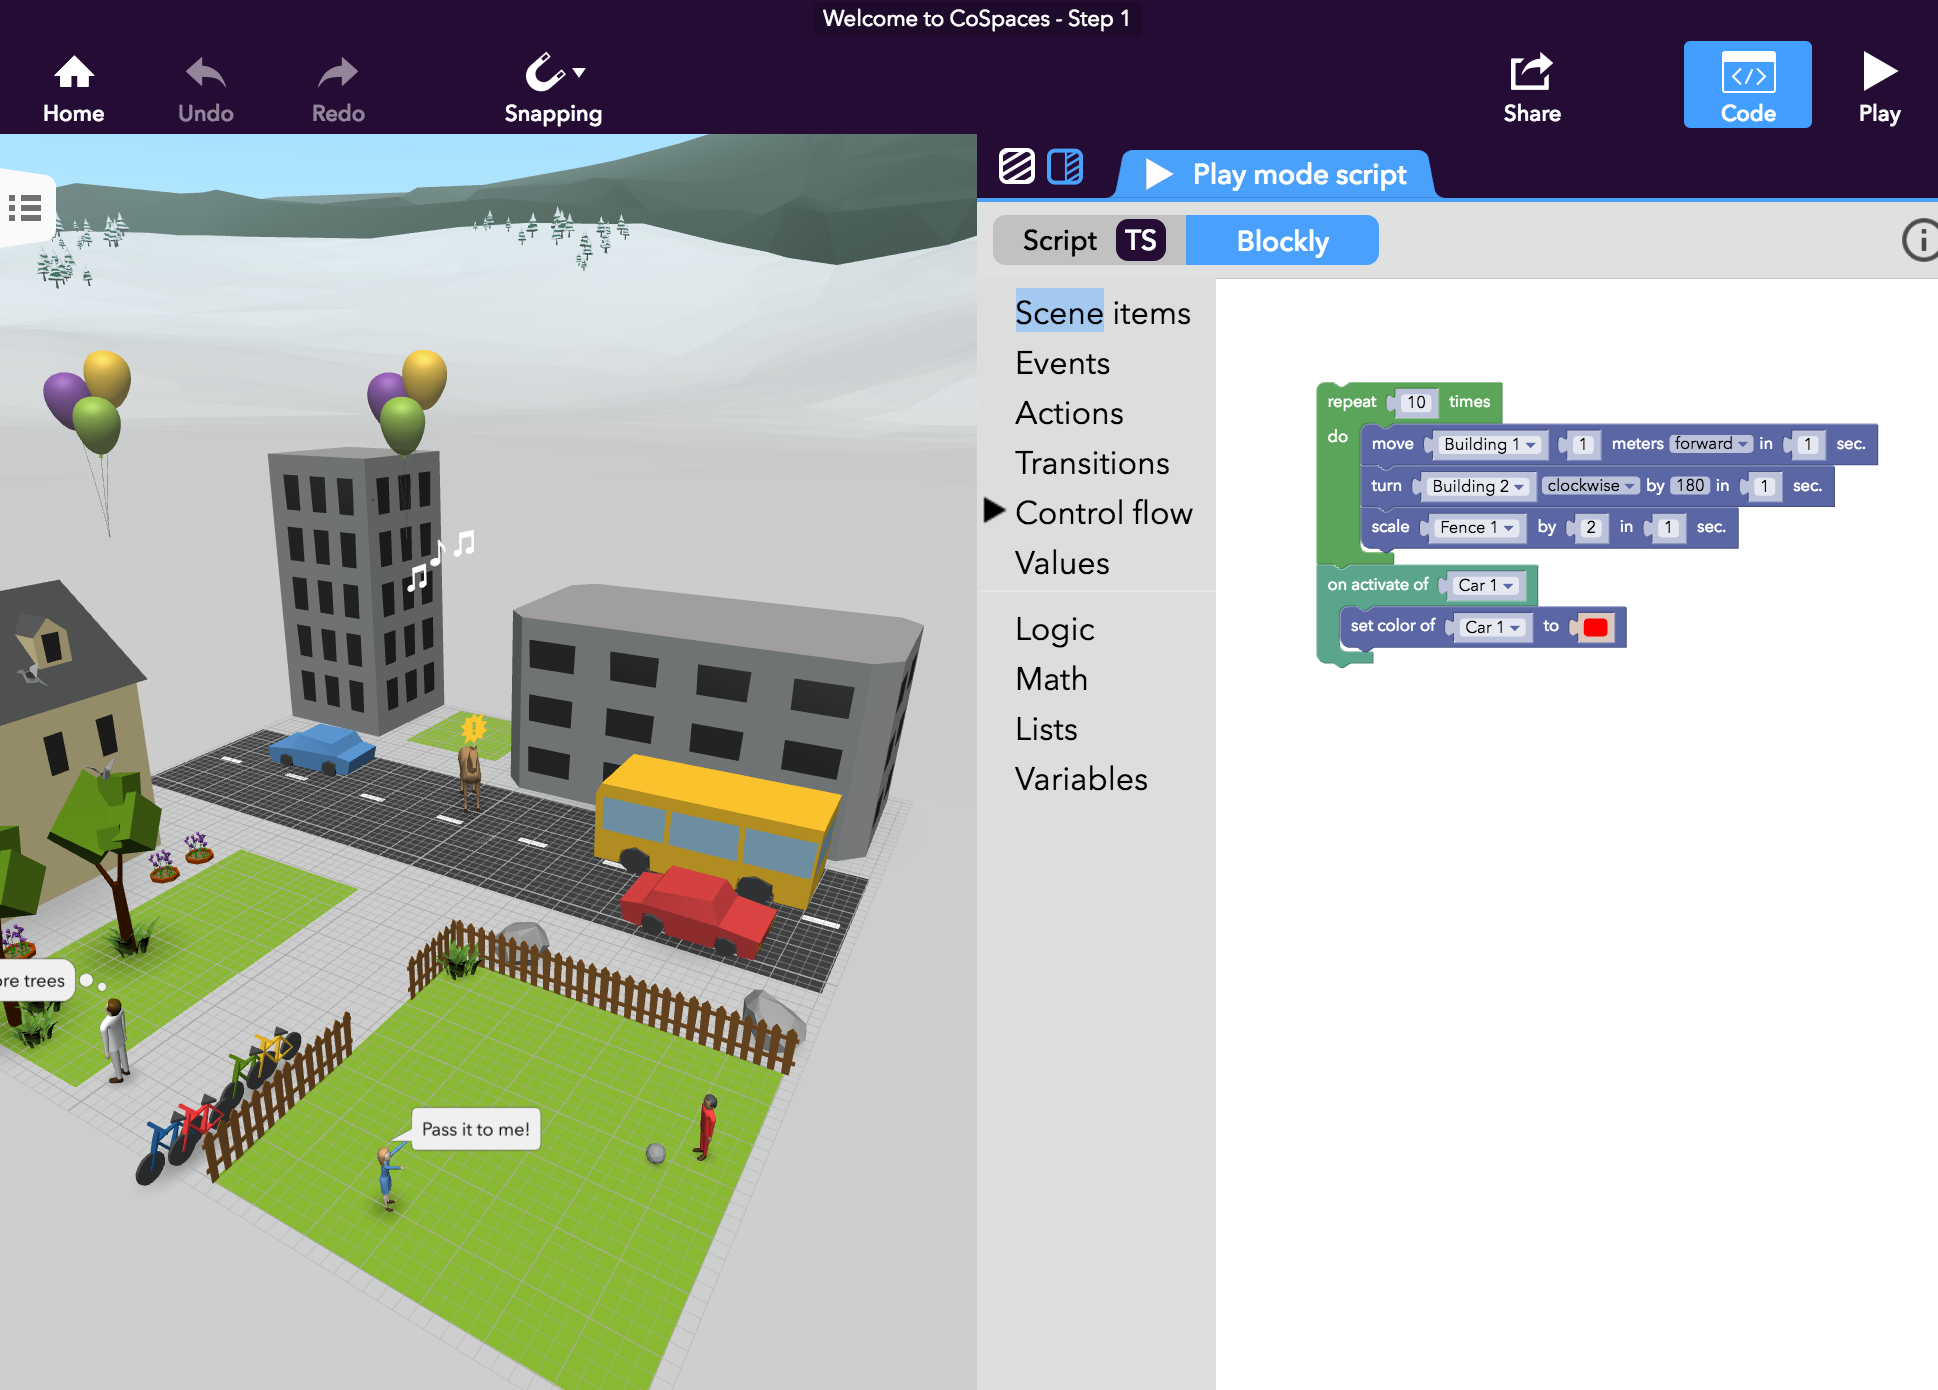 Welcome to CoSpaces - Step 1
Home
Undo
Redo
Snapping
Share
Code
Play
Play mode script
Script TS
Blockly
Scene items
Events
Actions
Transitions
Control flow
Values
Logic
Math
Lists
Variables
repeat 10 times
do
move Building 1 1 meters forward in 1 sec.
turn Building 2 clockwise by 180 in 1 sec.
scale Fence 1 by 2 in 1 sec.
on activate of Car 1
set color of Car 1 to
trees
Pass it to me!